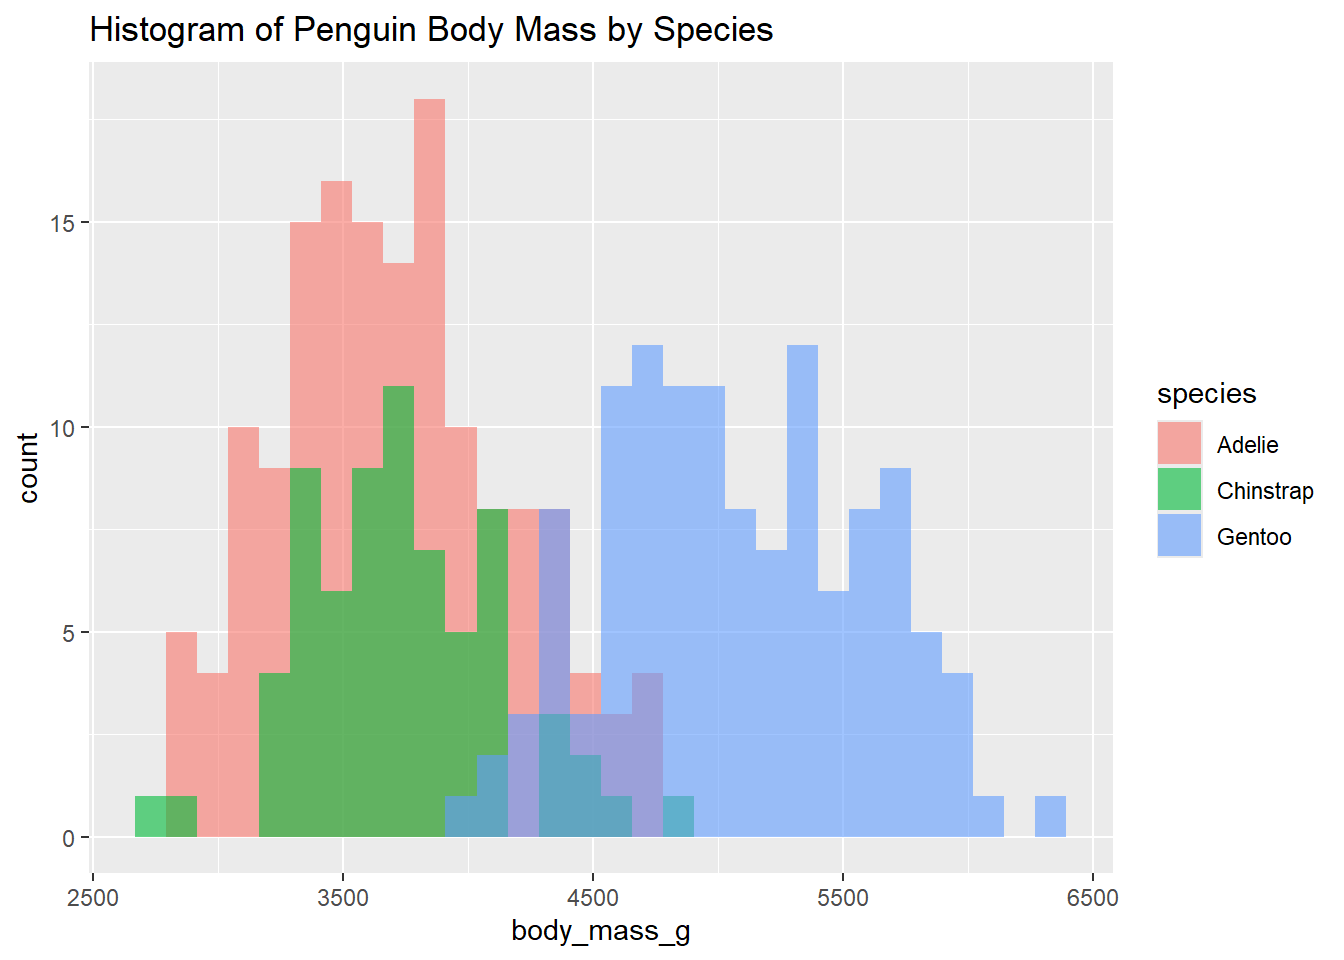 Histogram of Penguin Body Mass by Species
15
10
5
0
count
2500 3500 4500 5500 6500
body_mass_g
species
Adelie
Chinstrap
Gentoo